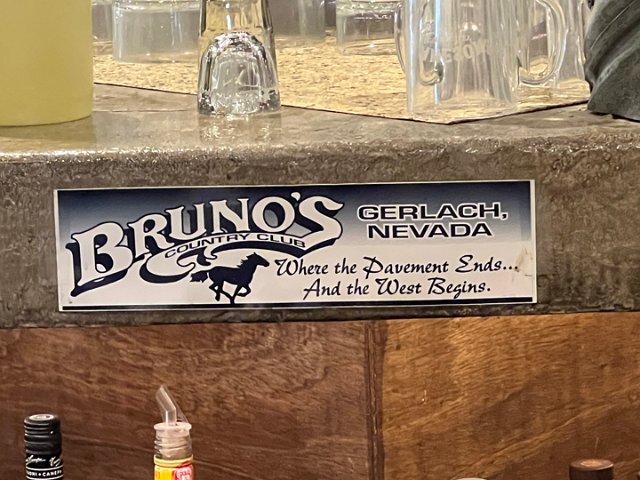 BRUNO'S
COUNTRY CLUB
GERLACH,
NEVADA
Where the Pavement Ends...
And the West Begins.